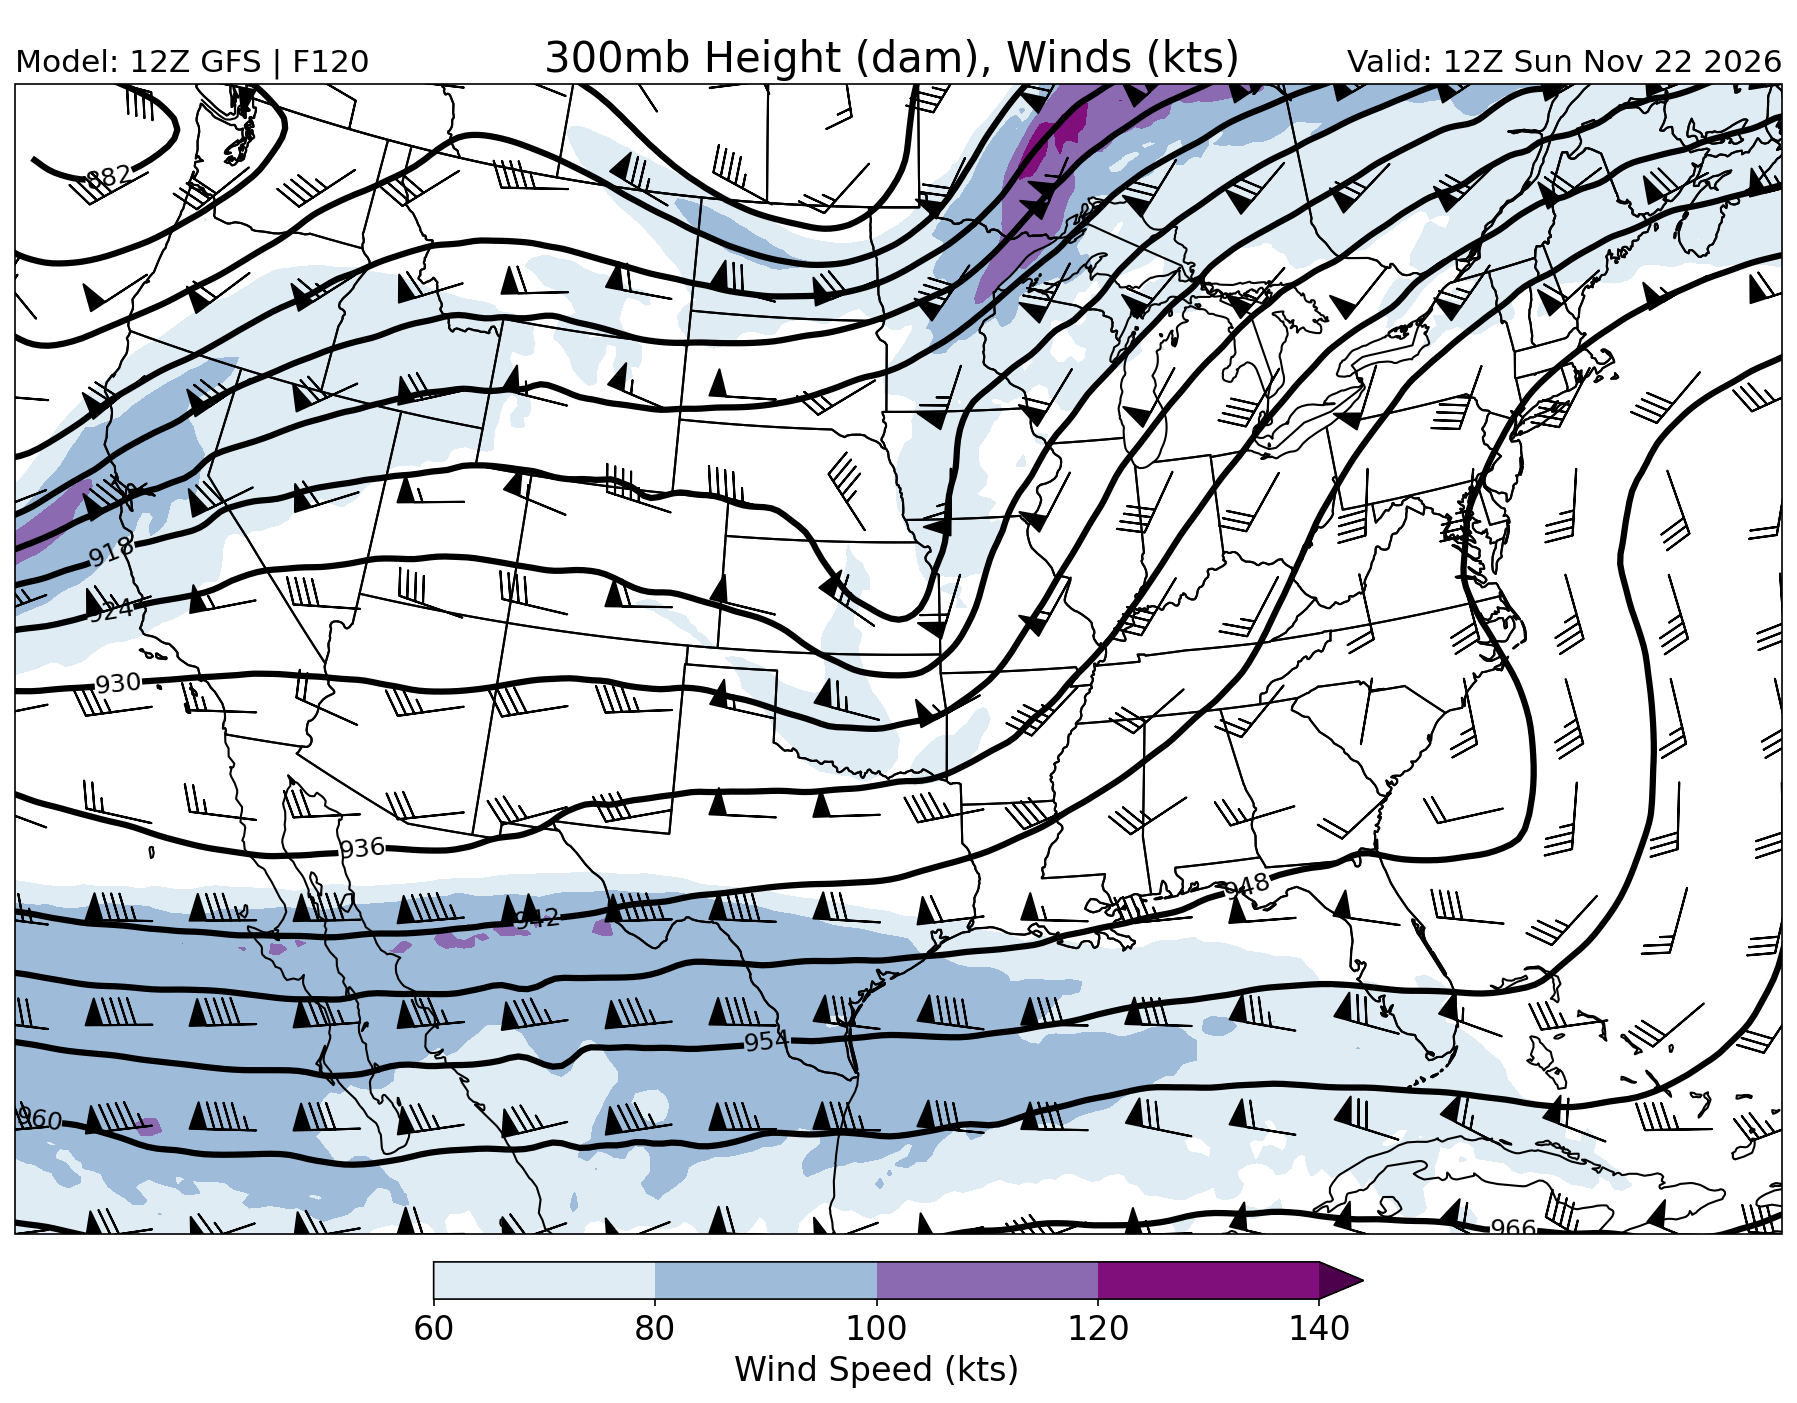 Model: 12Z GFS | F120
300mb Height (dam), Winds (kts)
Valid: 12Z Sun Nov 22 2026
882
918
924
930
936
942
948
954
960
966
60 80 100 120 140
Wind Speed (kts)